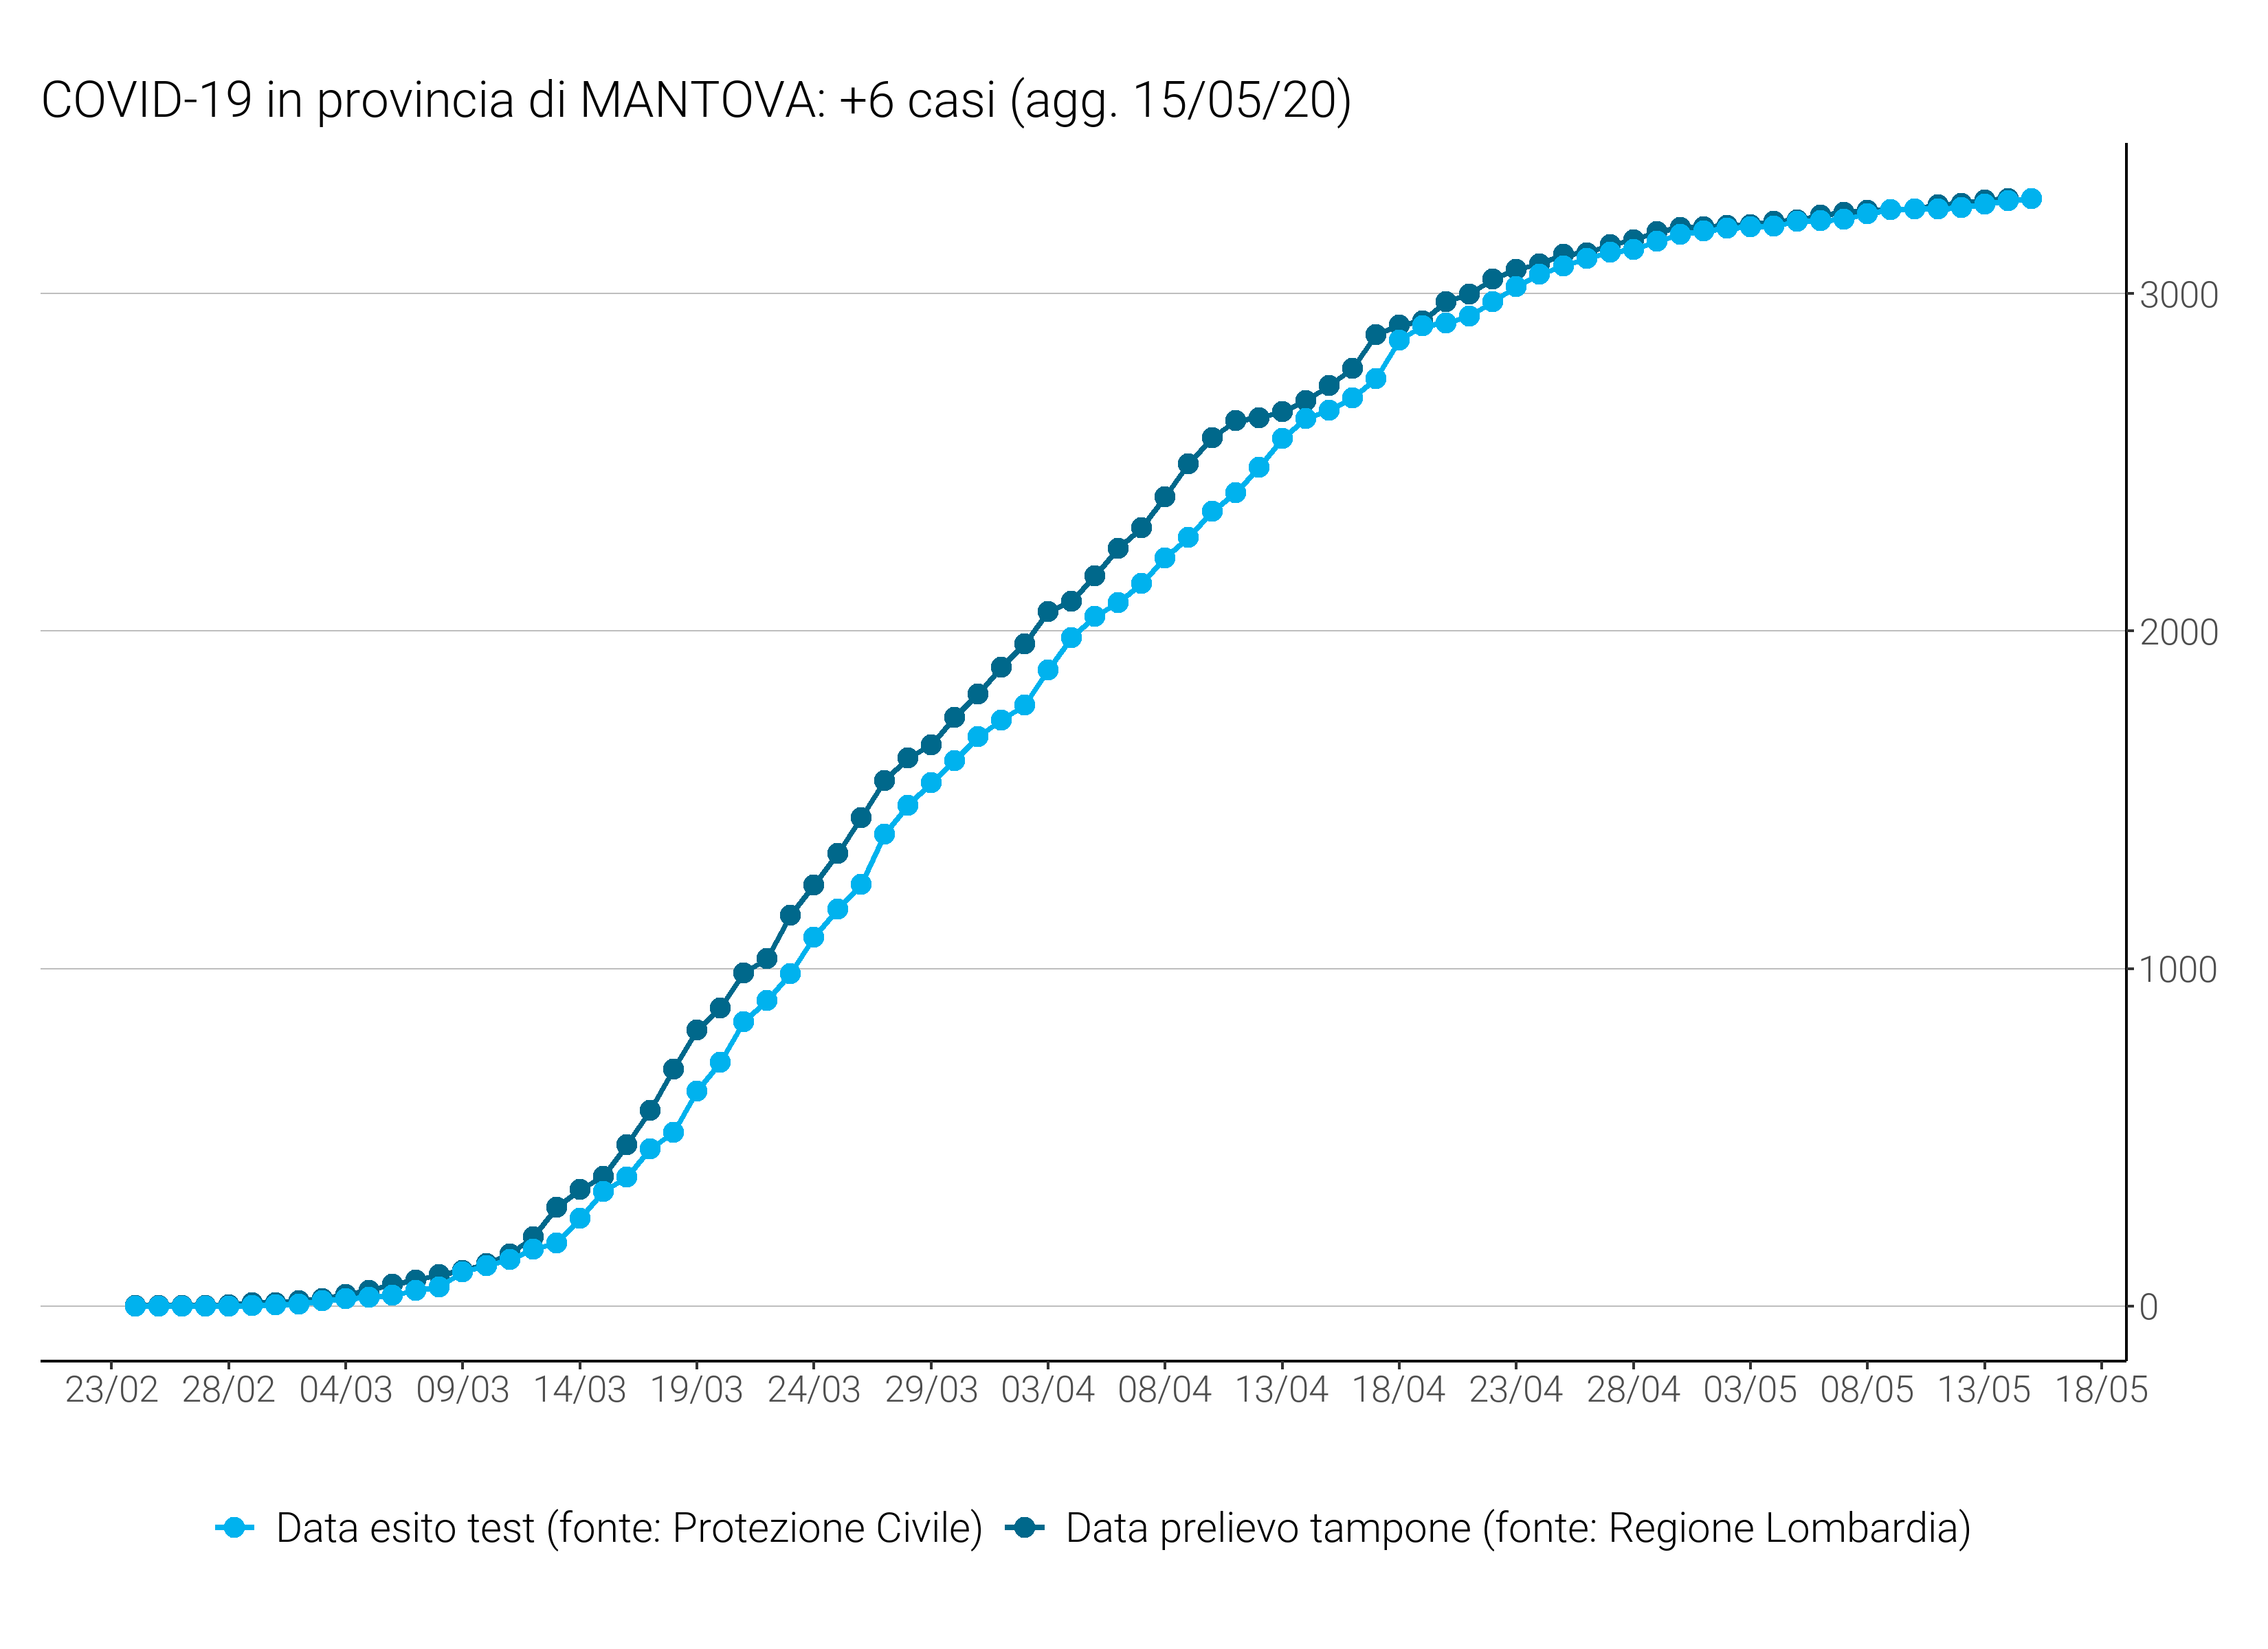 COVID-19 in provincia di MANTOVA: +6 casi (agg. 15/05/20)
3000
2000
1000
0
23/02 28/02 04/03 09/03 14/03 19/03 24/03 29/03 03/04 08/04 13/04 18/04 23/04 28/04 03/05 08/05 13/05 18/05
Data esito test (fonte: Protezione Civile) Data prelievo tampone (fonte: Regione Lombardia)